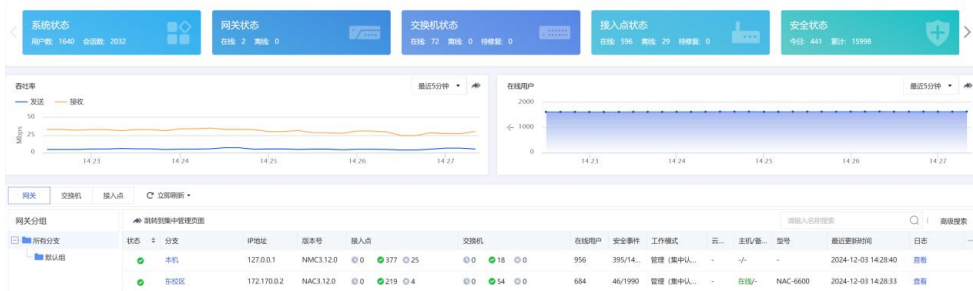 系统状态
用户数: 1640 会话数: 2032
网关状态
在线: 2 离线: 0
交换机状态
在线: 72 离线: 0 待修复: 0
接入点状态
在线: 596 离线: 29 待修复: 0
安全状态
今日: 441 累计: 15998
吞吐率
最近5分钟
发送 接收
Mbps
50
25
0
14:23 14:24 14:25 14:26 14:27
在线用户
最近5分钟
2000
1000
0
14:23 14:24 14:25 14:26 14:27
网关 交换机 接入点 立即刷新
网关分组
所有分支
默认组
跳转到集中管理页面
请输入名称搜索 高级搜索
状态 分支 IP地址 版本号 接入点 交换机 在线用户 安全事件 工作模式 云... 主机/备... 型号 最近更新时间 日志
本机 127.0.0.1 NMC3.12.0 0 377 25 0 18 0 956 395/14... 管理（集中认... - -/- - 2024-12-03 14:28:40 查看
东校区 172.170.0.2 NAC3.12.0 0 219 4 0 54 0 684 46/1990 管理（集中认... - 在线/- NAC-6600 2024-12-03 14:28:33 查看